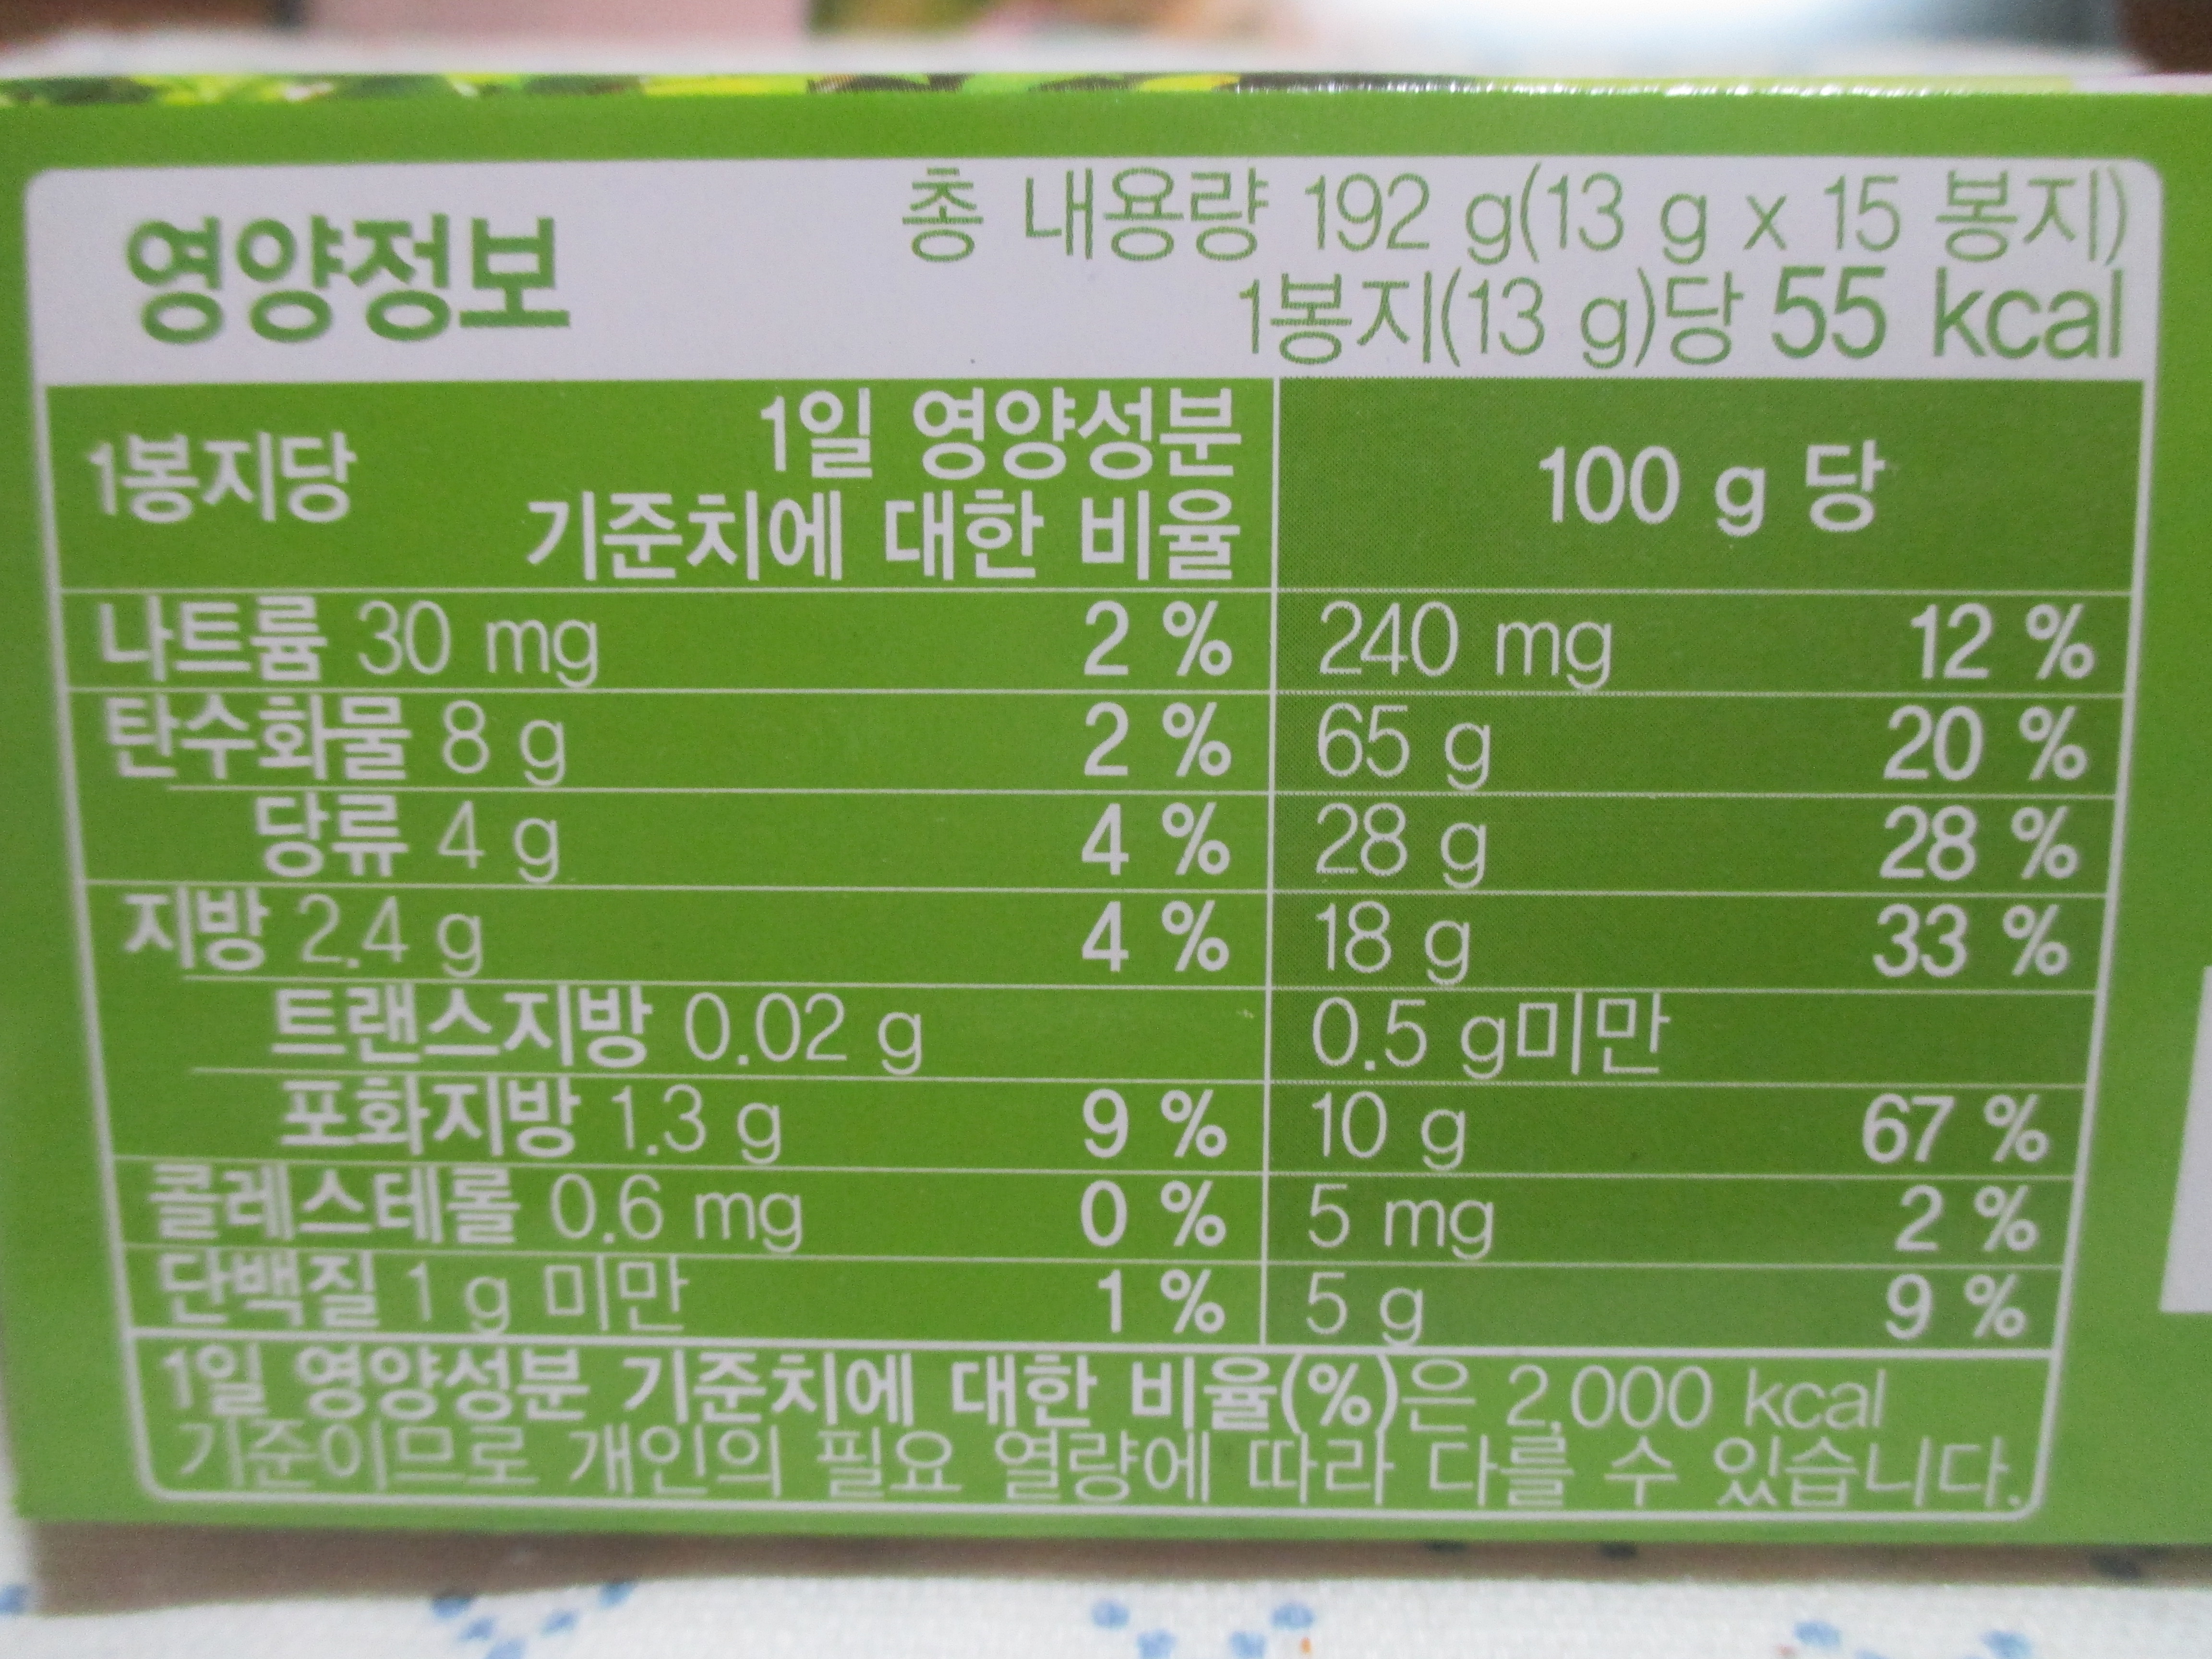 영양정보
총 내용량 192 g(13 g x 15 봉지)
1봉지(13 g)당 55 kcal
1봉지당
1일 영양성분
기준치에 대한 비율
100 g 당
나트륨 30 mg 2 % 240 mg 12 %
탄수화물 8 g 2 % 65 g 20 %
당류 4 g 4 % 28 g 28 %
지방 2.4 g 4 % 18 g 33 %
트랜스지방 0.02 g 0.5 g미만
포화지방 1.3 g 9 % 10 g 67 %
콜레스테롤 0.6 mg 0 % 5 mg 2 %
단백질 1 g 미만 1 % 5 g 9 %
1일 영양성분 기준치에 대한 비율(%)은 2,000 kcal
기준이므로 개인의 필요 열량에 따라 다를 수 있습니다.